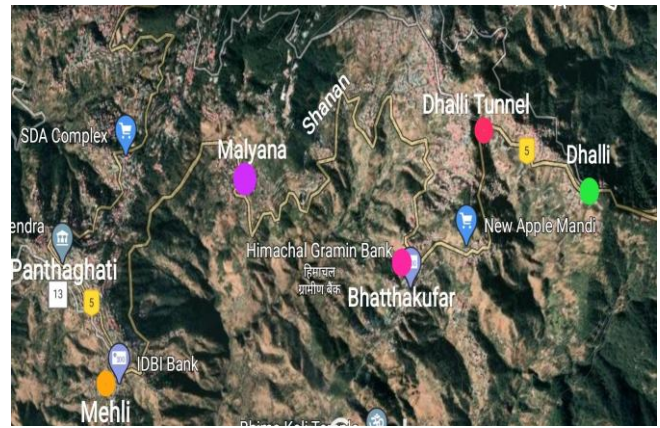 Dhalli Tunnel
SDA Complex
Shanan
Malyana
5
Dhalli
endra
New Apple Mandi
Panthaghati
Himachal Gramin Bank
हिमाचल
ग्रामीण बैंक
Bhatthakufar
13
5
IDBI Bank
Mehli